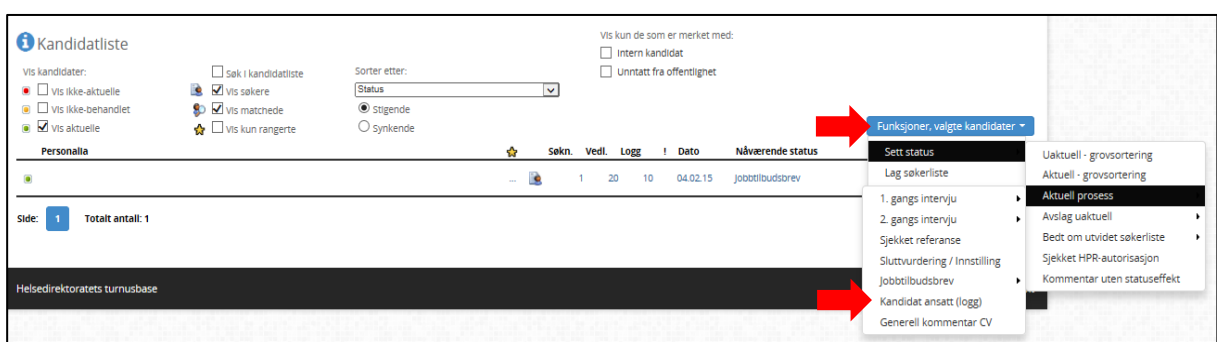 Kandidatliste
Vis kandidater:
Vis ikke-aktuelle
Vis ikke-behandlet
Vis aktuelle
Søk i kandidatliste
Vis søkere
Vis matchede
Vis kun rangerte
Sorter etter:
Status
Stigende
Synkende
Vis kun de som er merket med:
Intern kandidat
Unntatt fra offentlighet
Funksjoner, valgte kandidater
Personalia Søkn. Vedl. Logg ! Dato Nåværende status
... 1 20 10 04.02.15 Jobbtilbudsbrev
Side: 1 Totalt antall: 1
Sett status
Lag søkerliste
Uaktuell - grovsortering
Aktuell - grovsortering
Aktuell prosess
Avslag uaktuell
Bedt om utvidet søkerliste
Sjekket HPR-autorisasjon
Kommentar uten statuseffekt
1. gangs intervju
2. gangs intervju
Sjekket referanse
Sluttvurdering / Innstilling
Jobbtilbudsbrev
Kandidat ansatt (logg)
Generell kommentar CV
Helsedirektoratets turnusbase